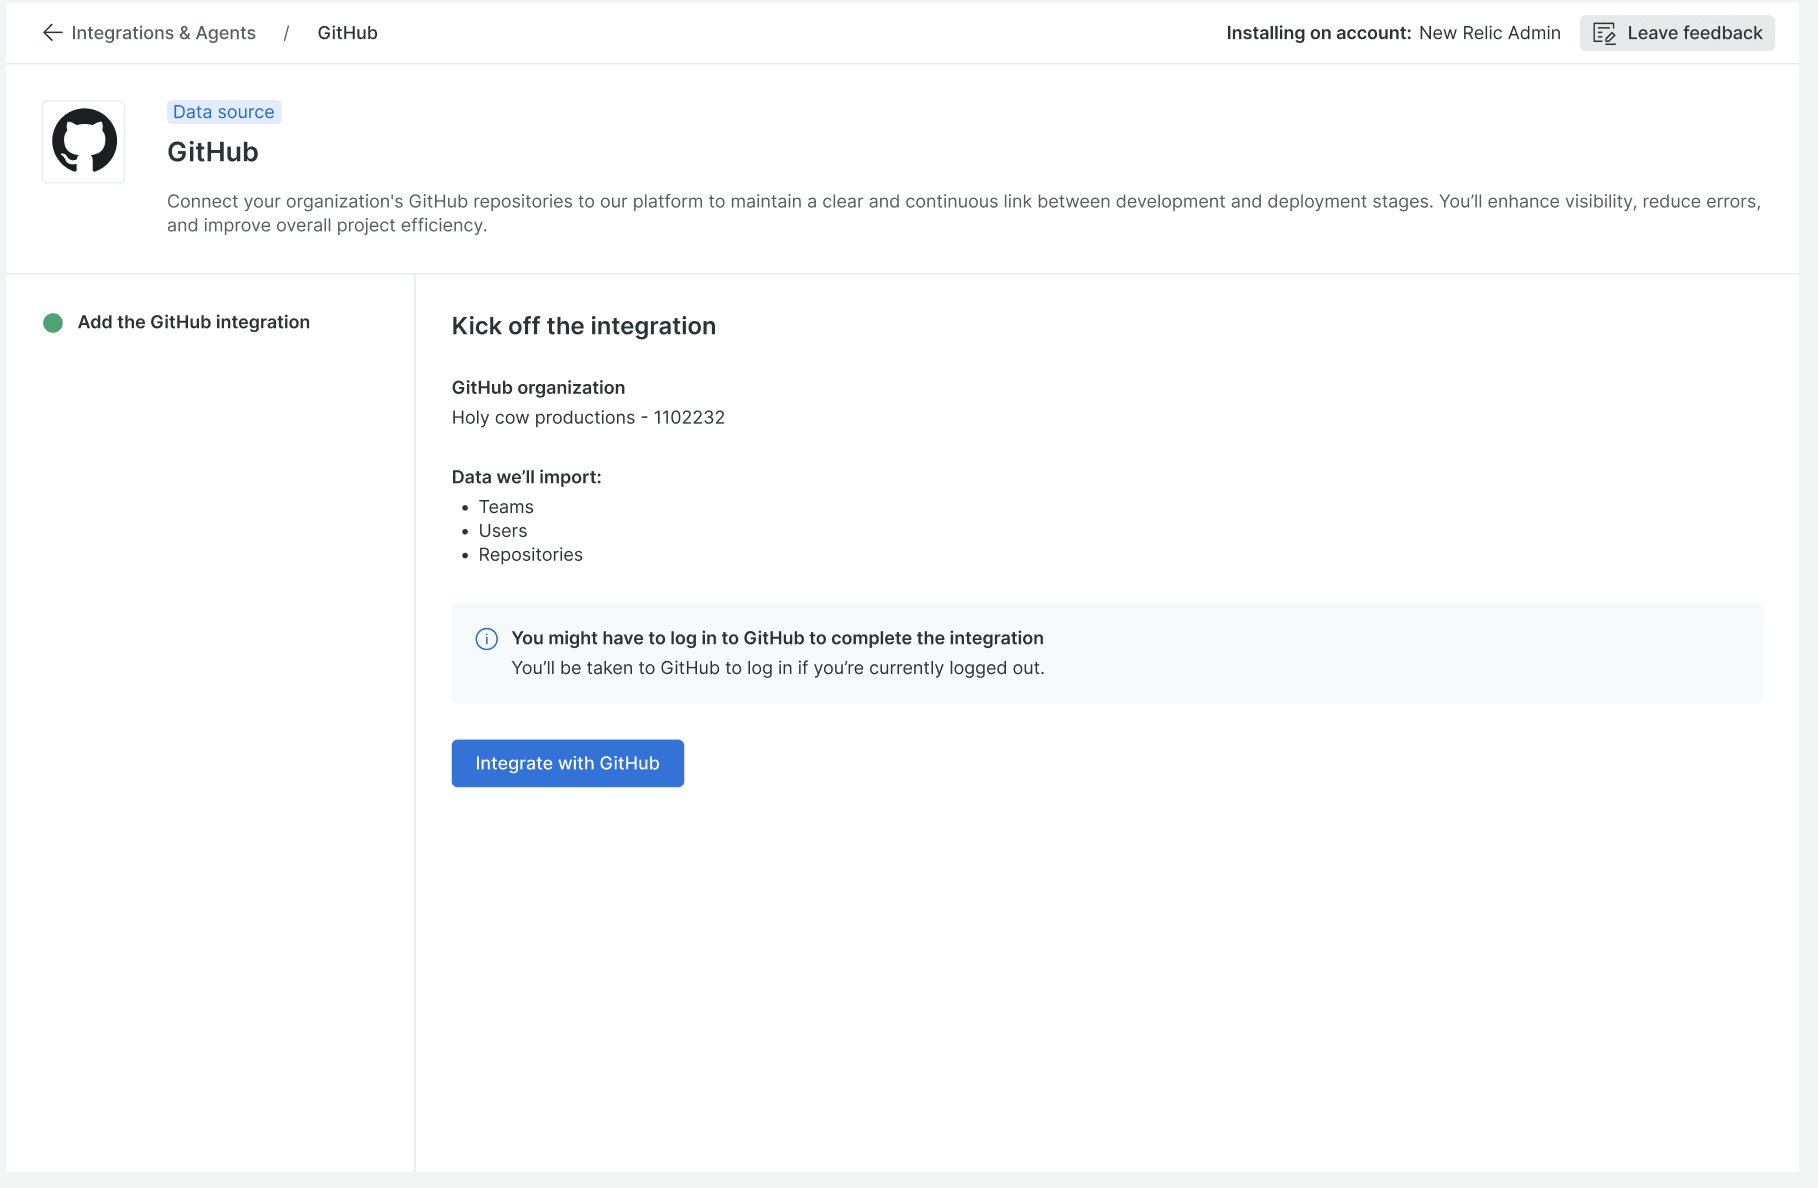 Integrations & Agents / GitHub
Installing on account: New Relic Admin
Leave feedback
Data source
GitHub
Connect your organization's GitHub repositories to our platform to maintain a clear and continuous link between development and deployment stages. You’ll enhance visibility, reduce errors,
and improve overall project efficiency.
Add the GitHub integration
Kick off the integration
GitHub organization
Holy cow productions - 1102232
Data we’ll import:
• Teams
• Users
• Repositories
You might have to log in to GitHub to complete the integration
You’ll be taken to GitHub to log in if you’re currently logged out.
Integrate with GitHub